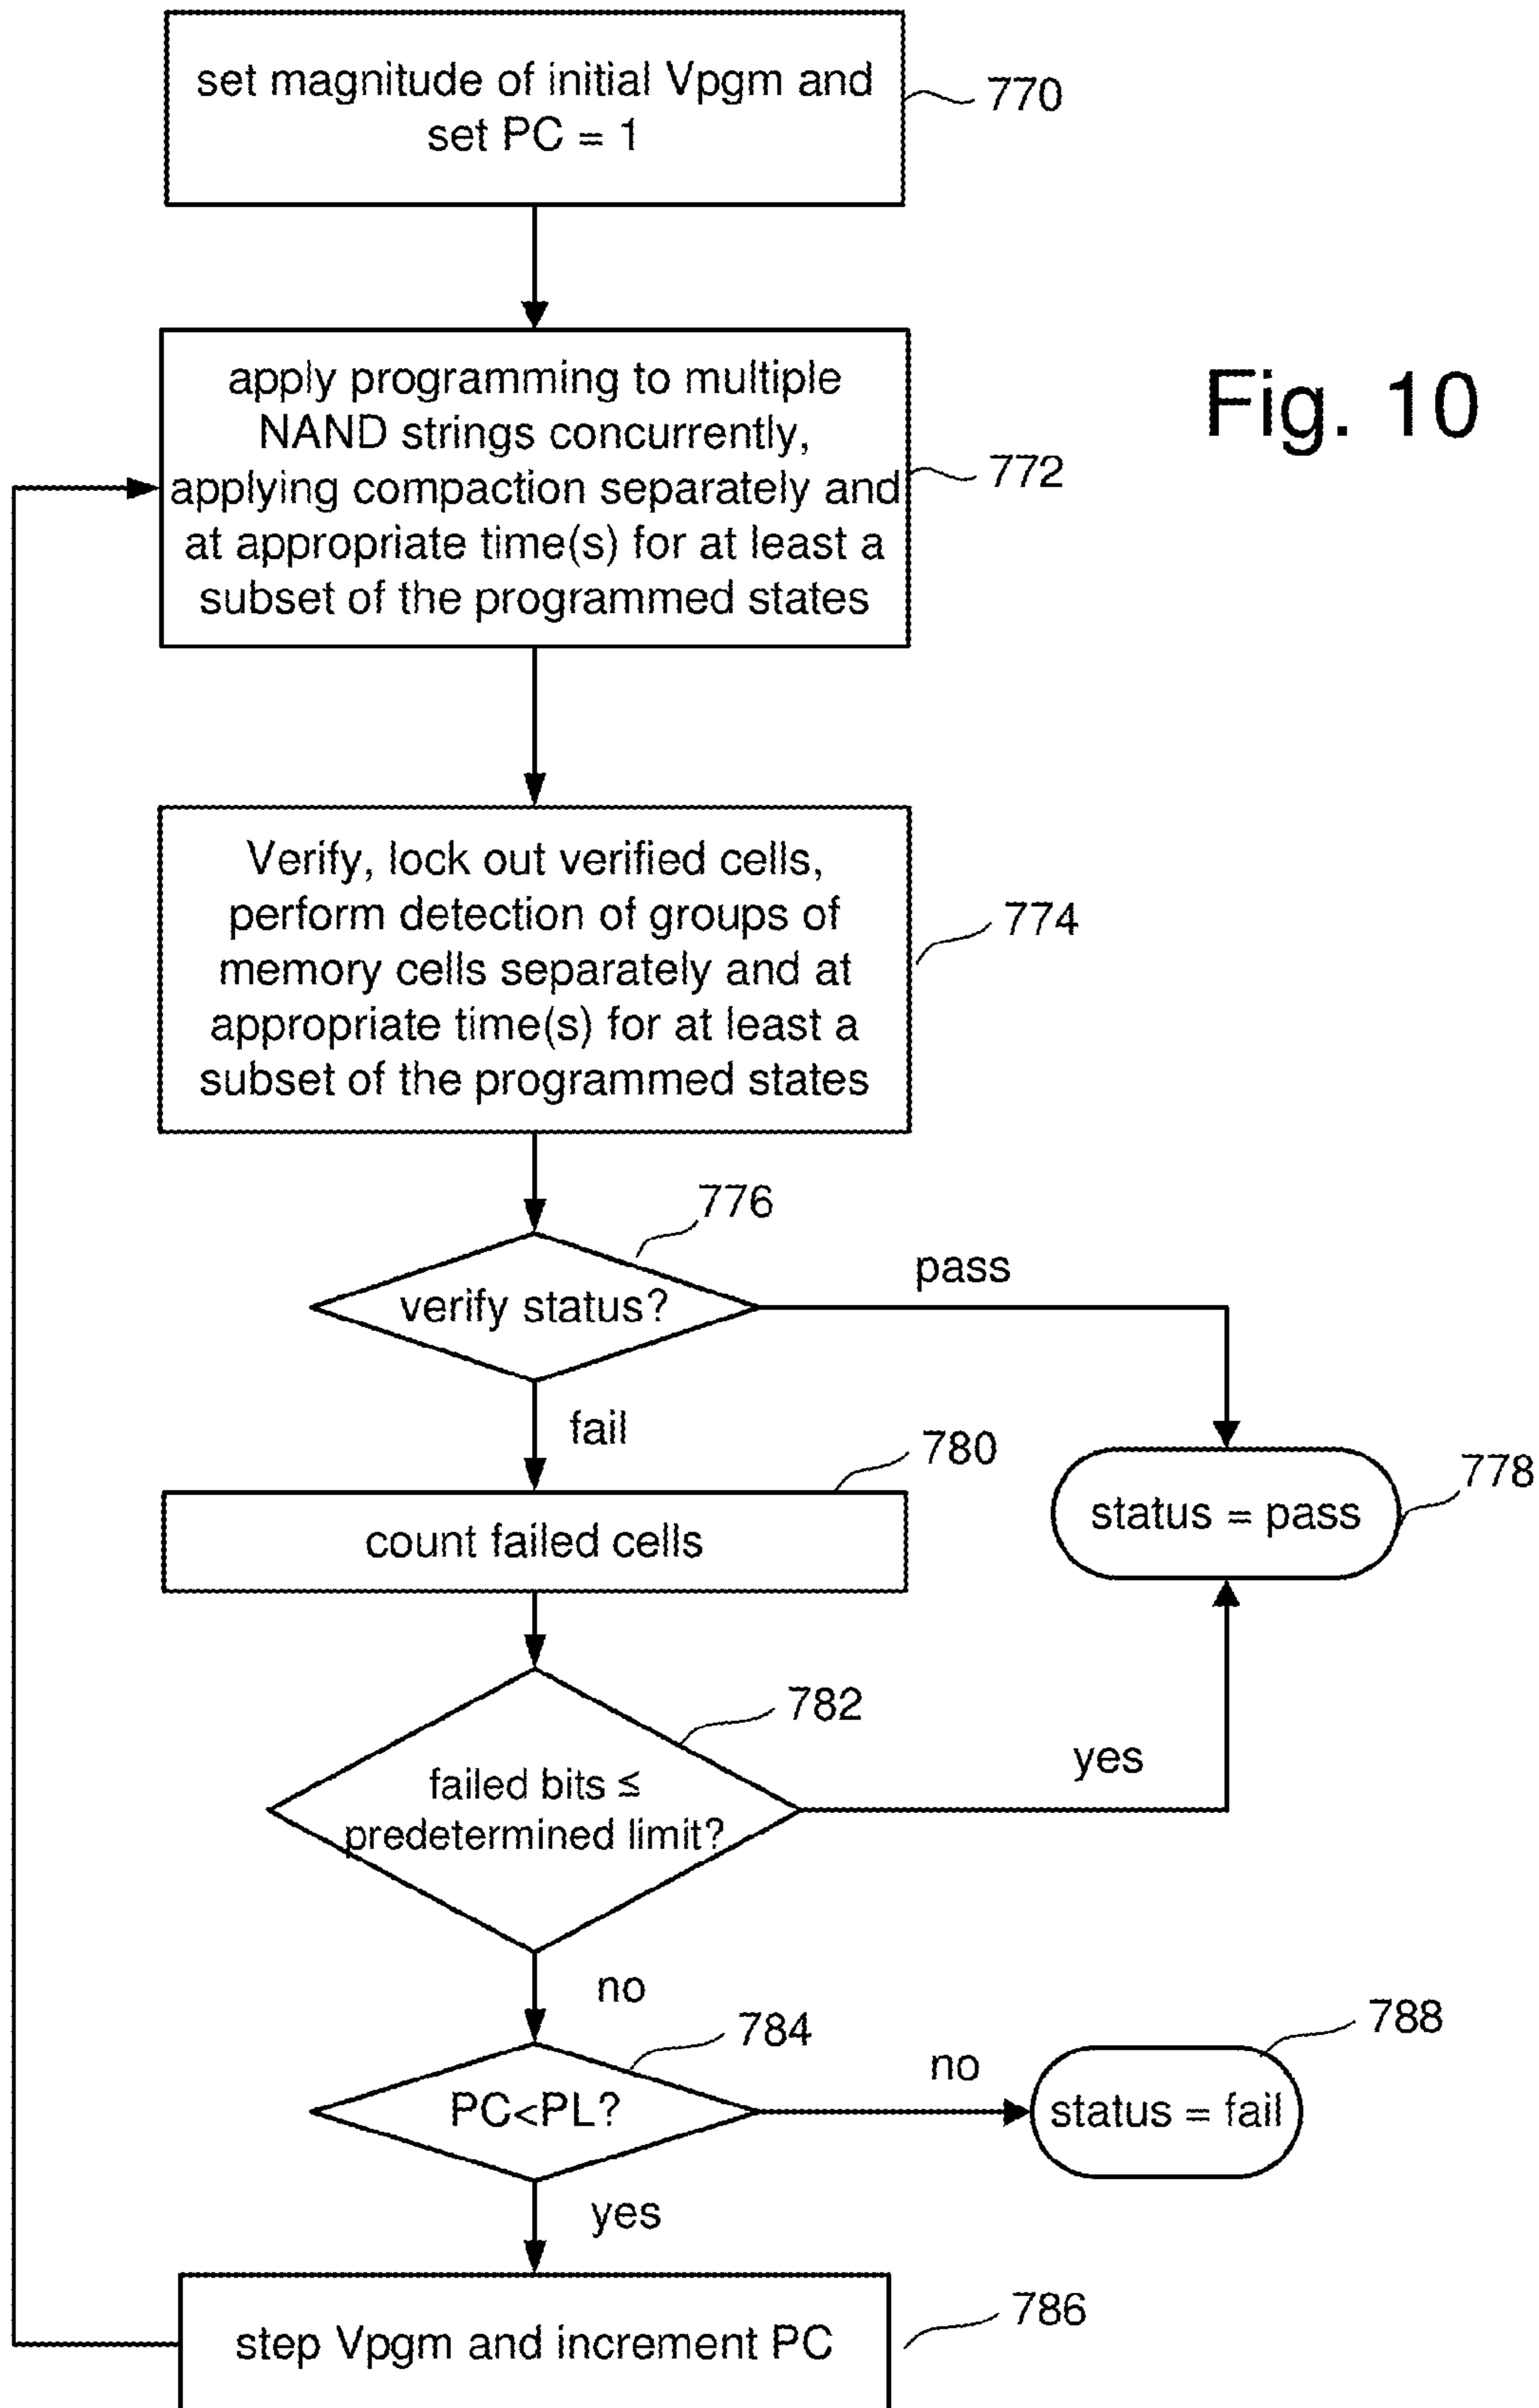 set magnitude of initial Vpgm and
set PC = 1
770
apply programming to multiple
NAND strings concurrently,
applying compaction separately and
at appropriate time(s) for at least a
subset of the programmed states
772
Fig. 10
Verify, lock out verified cells,
perform detection of groups of
memory cells separately and at
appropriate time(s) for at least a
subset of the programmed states
774
776
verify status?
pass
fail
780
count failed cells
status = pass
778
782
failed bits ≤
predetermined limit?
yes
no
784
PC<PL?
no
788
status = fail
yes
step Vpgm and increment PC
786